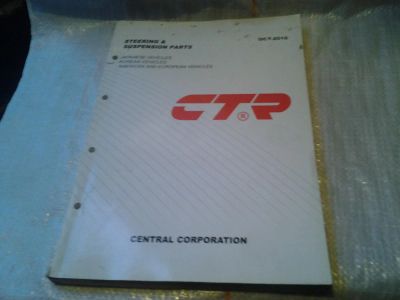 STEERING &
SUSPENSION PARTS
OCT.2010
JAPANESE VEHICLES
KOREAN VEHICLES
AMERICAN AND EUROPEAN VEHICLES
CTR
®
CENTRAL CORPORATION